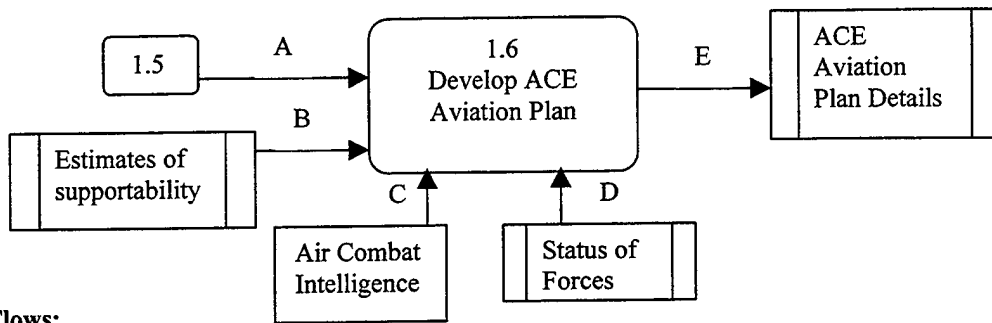 A
1.5
1.6
Develop ACE
Aviation Plan
E
ACE
Aviation
Plan Details
B
Estimates of
supportability
C
D
Air Combat
Intelligence
Status of
Forces
Flows: